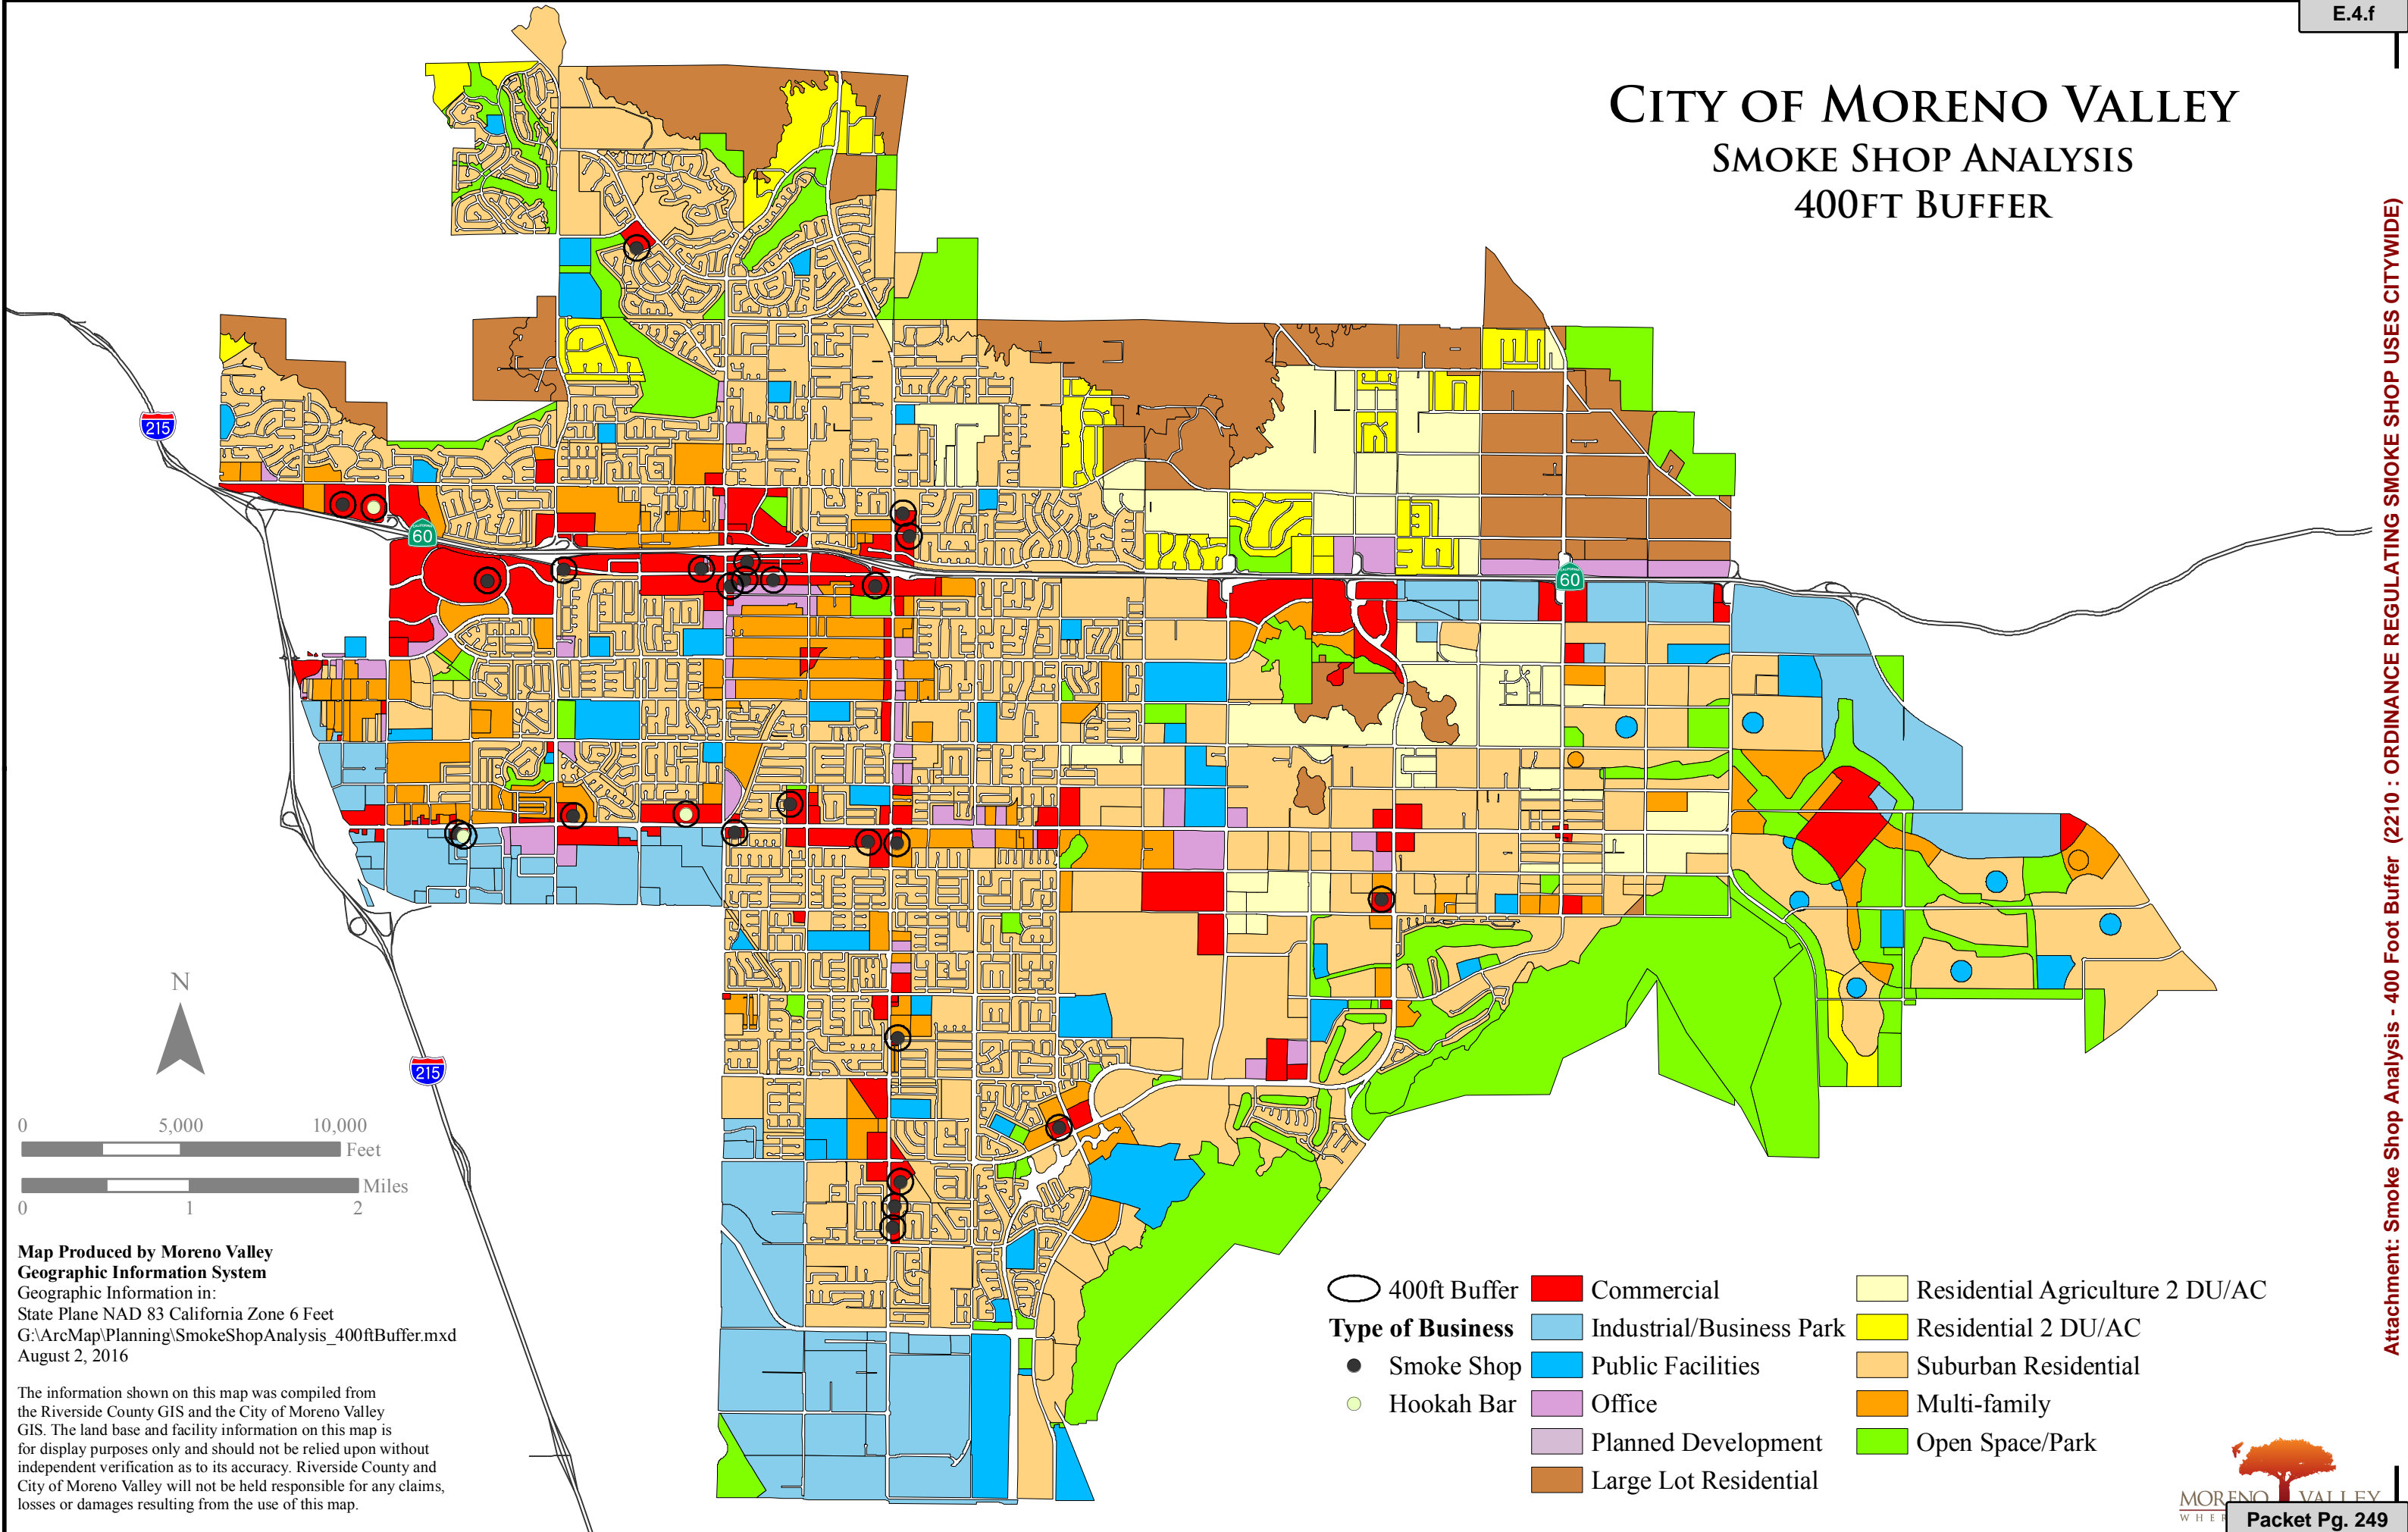 E.4.f
CITY OF MORENO VALLEY
SMOKE SHOP ANALYSIS
400FT BUFFER
Attachment: Smoke Shop Analysis - 400 Foot Buffer (2210 : ORDINANCE REGULATING SMOKE SHOP USES CITYWIDE)
215
CALIFORNIA
60
CALIFORNIA
60
215
N
0 5,000 10,000
Feet
Miles
0 1 2
Map Produced by Moreno Valley
Geographic Information System
Geographic Information in:
State Plane NAD 83 California Zone 6 Feet
G:\ArcMap\Planning\SmokeShopAnalysis_400ftBuffer.mxd
August 2, 2016
The information shown on this map was compiled from
the Riverside County GIS and the City of Moreno Valley
GIS. The land base and facility information on this map is
for display purposes only and should not be relied upon without
independent verification as to its accuracy. Riverside County and
City of Moreno Valley will not be held responsible for any claims,
losses or damages resulting from the use of this map.
400ft Buffer
Type of Business
Smoke Shop
Hookah Bar
Commercial
Industrial/Business Park
Public Facilities
Office
Planned Development
Large Lot Residential
Residential Agriculture 2 DU/AC
Residential 2 DU/AC
Suburban Residential
Multi-family
Open Space/Park
MORENO VALLEY
Packet Pg. 249